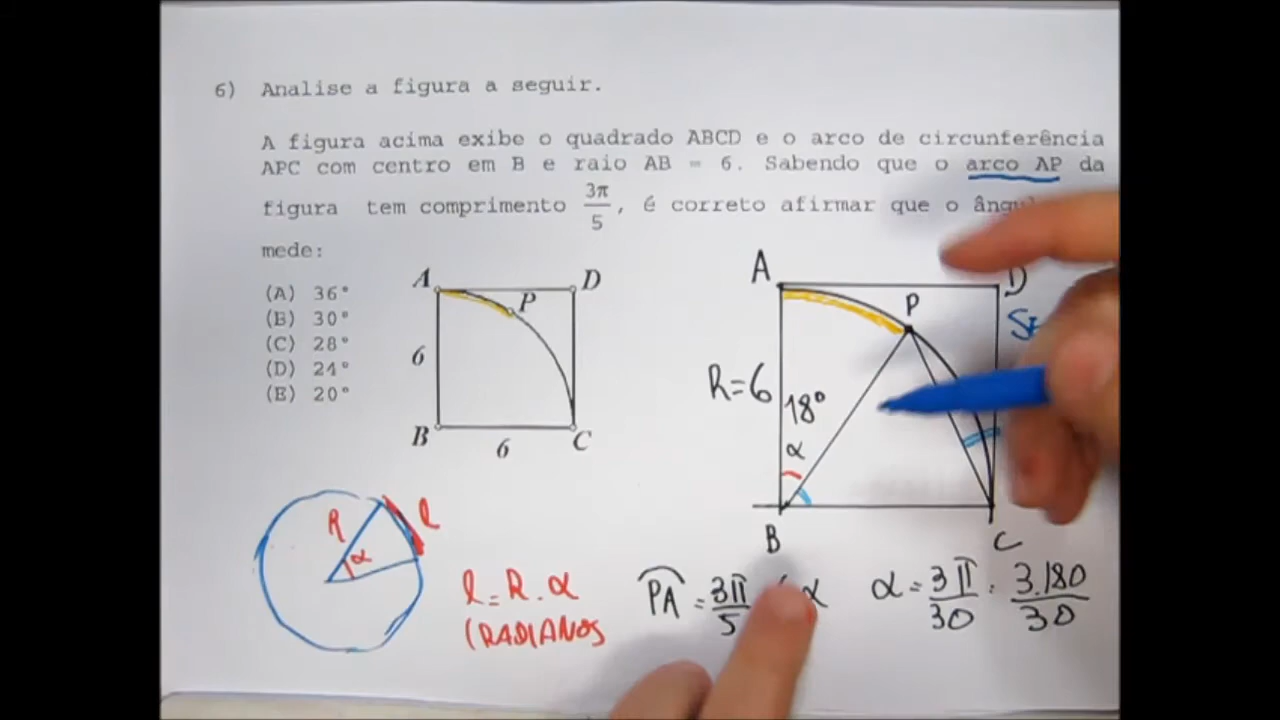 6) Analise a figura a seguir.
A figura acima exibe o quadrado ABCD e o arco de circunferência
APC com centro em B e raio AB = 6. Sabendo que o arco AP da
figura tem comprimento 3π/5, é correto afirmar que o
mede:
(A) 36°
(B) 30°
(C) 28°
(D) 24°
(E) 20°
A
D
P
6
B
C
6
A
D
P
R=6
18°
α
B
C
R
l
α
l = R . α
(RADIANOS
PA = 3π/5 α
α = 3π/30 : 3.180/30